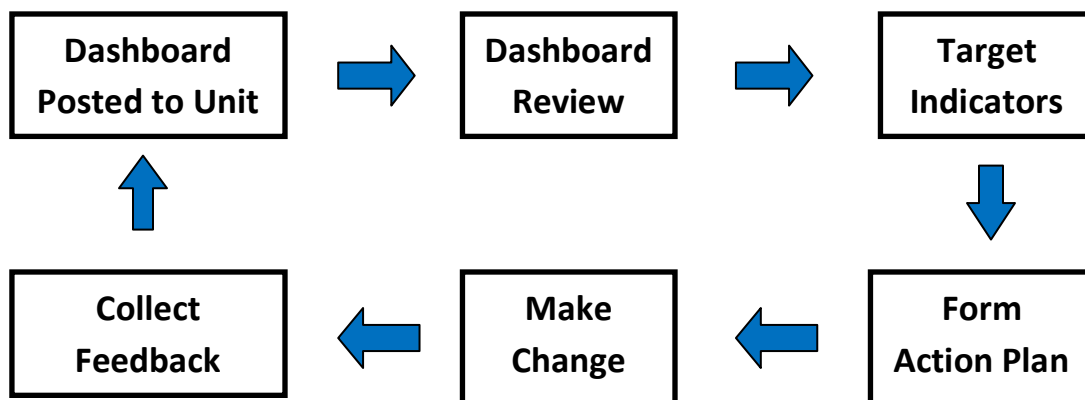 Dashboard
Posted to Unit
Dashboard
Review
Target
Indicators
Collect
Feedback
Make
Change
Form
Action Plan